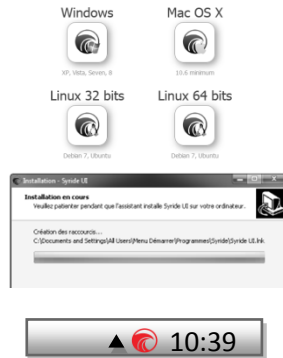 Windows Mac OS X
XP, Vista, Seven, 8 10.6 minimum
Linux 32 bits Linux 64 bits
Debian 7, Ubuntu Debian 7, Ubuntu
Installation - Syride UI
Installation en cours
Veuillez patienter pendant que l'assistant installe Syride UI sur votre ordinateur.
Création des raccourcis...
C:\Documents and Settings\All Users\Menu Démarrer\Programmes\Syride\Syride UI.lnk
10:39